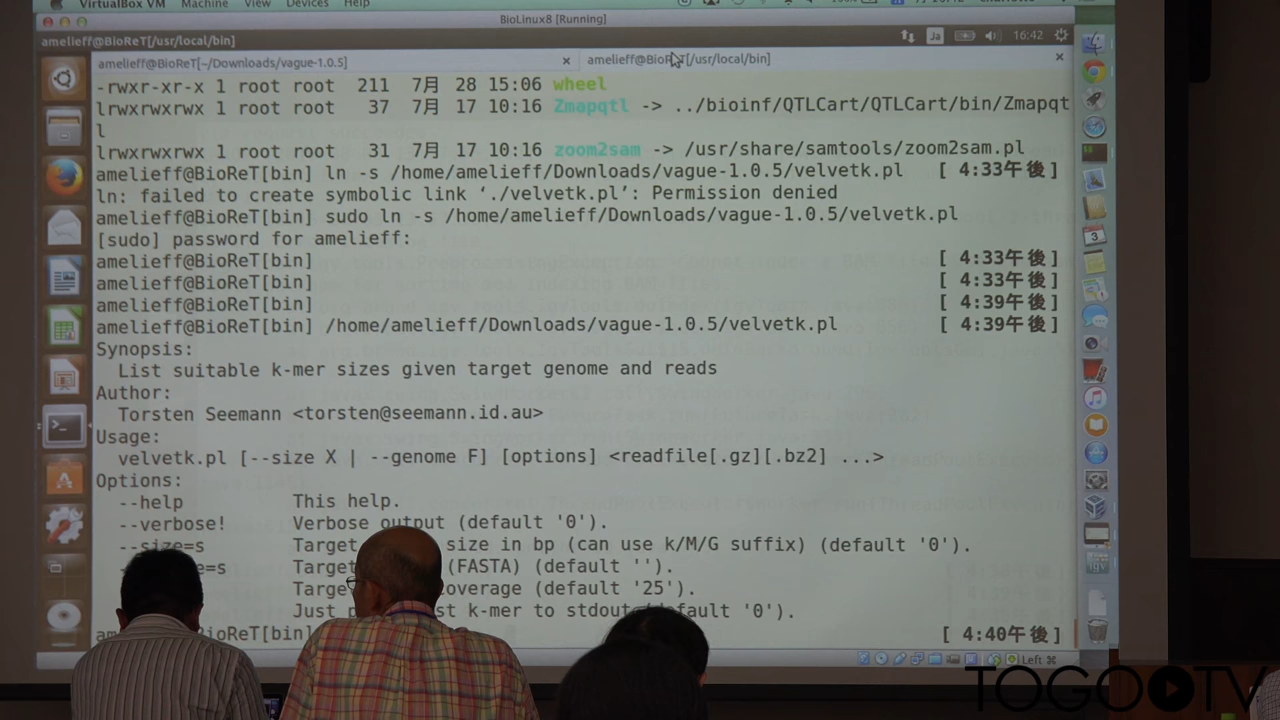 VirtualBox VM Machine View Devices Help
BioLinux8 [Running]
amelieff@BioReT[/usr/local/bin]
Ja 16:42
amelieff@BioReT[~/Downloads/vague-1.0.5] ×
amelieff@BioReT[/usr/local/bin] ×
-rwxr-xr-x 1 root root 211 7月 28 15:06 wheel
lrwxrwxrwx 1 root root 37 7月 17 10:16 Zmapqtl -> ../bioinf/QTLCart/QTLCart/bin/Zmapqt
l
lrwxrwxrwx 1 root root 31 7月 17 10:16 zoom2sam -> /usr/share/samtools/zoom2sam.pl
amelieff@BioReT[bin] ln -s /home/amelieff/Downloads/vague-1.0.5/velvetk.pl [ 4:33午後]
ln: failed to create symbolic link ‘./velvetk.pl’: Permission denied
amelieff@BioReT[bin] sudo ln -s /home/amelieff/Downloads/vague-1.0.5/velvetk.pl
[sudo] password for amelieff:
amelieff@BioReT[bin] [ 4:33午後]
amelieff@BioReT[bin] [ 4:33午後]
amelieff@BioReT[bin] [ 4:39午後]
amelieff@BioReT[bin] /home/amelieff/Downloads/vague-1.0.5/velvetk.pl [ 4:39午後]
Synopsis:
List suitable k-mer sizes given target genome and reads
Author:
Torsten Seemann <torsten@seemann.id.au>
Usage:
velvetk.pl [--size X | --genome F] [options] <readfile[.gz][.bz2] ...>
Options:
--help This help.
--verbose! Verbose output (default '0').
--size=s Target size in bp (can use k/M/G suffix) (default '0').
Target (FASTA) (default '').
Target coverage (default '25').
Just k-mer to stdout (default '0').
[bin] [ 4:40午後]
Left ⌘
TOGO TV